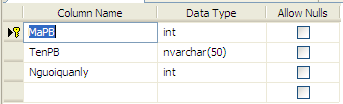 Column Name Data Type Allow Nulls
MaPB int
TenPB nvarchar(50)
Nguoiquanly int